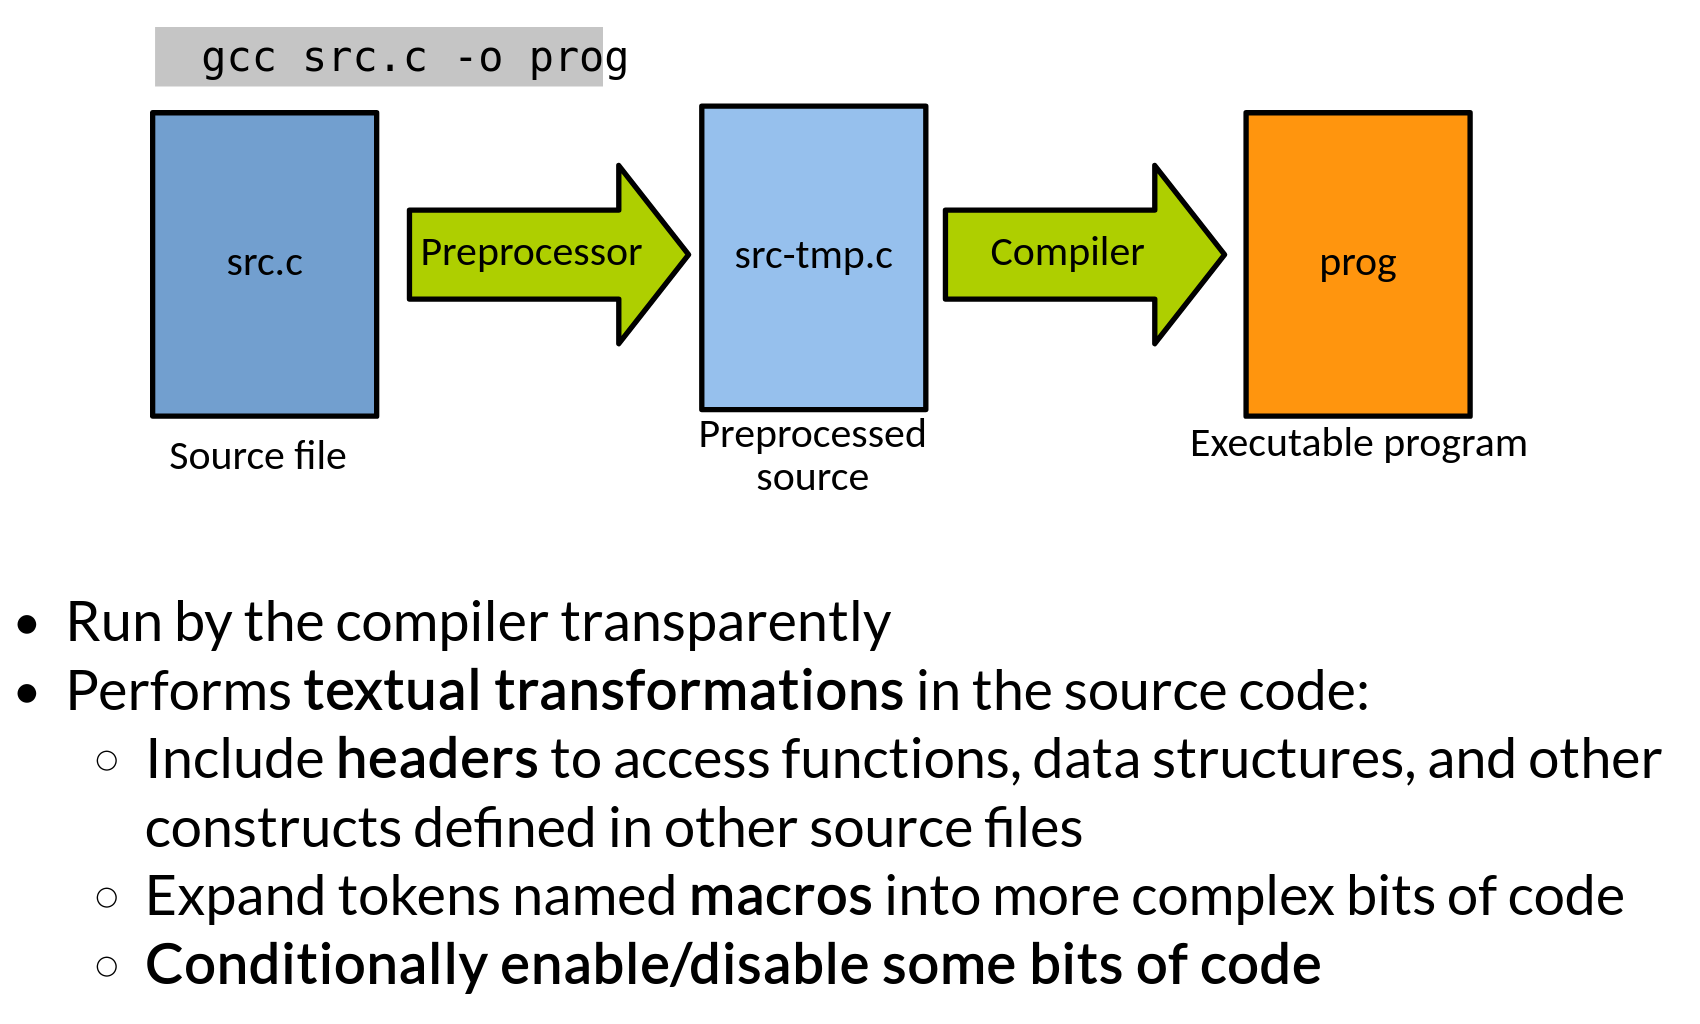 gcc src.c -o prog
src.c
Preprocessor
src-tmp.c
Compiler
prog
Source file
Preprocessed
source
Executable program
• Run by the compiler transparently
• Performs textual transformations in the source code:
○ Include headers to access functions, data structures, and other
constructs defined in other source files
○ Expand tokens named macros into more complex bits of code
○ Conditionally enable/disable some bits of code